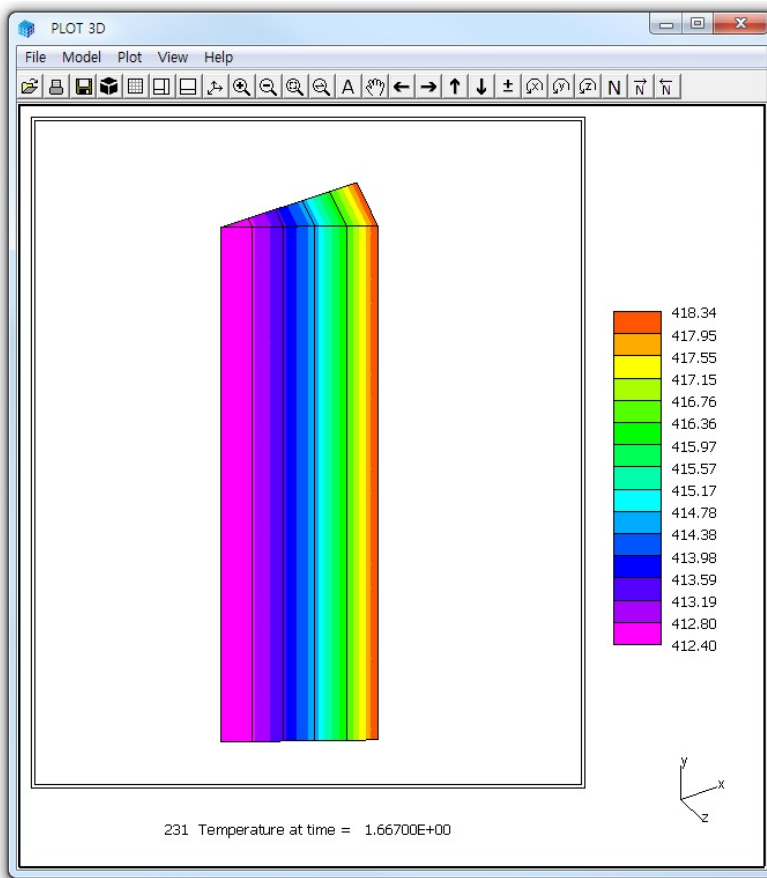 PLOT 3D
File Model Plot View Help
A ± x y z N N N
418.34
417.95
417.55
417.15
416.76
416.36
415.97
415.57
415.17
414.78
414.38
413.98
413.59
413.19
412.80
412.40
y
x
z
231 Temperature at time = 1.66700E+00